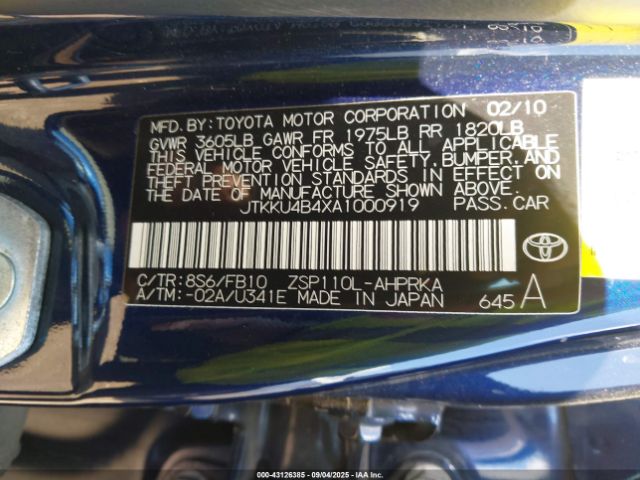 MFD. BY: TOYOTA MOTOR CORPORATION 02/10
GVWR 3605LB GAWR FR 1975LB RR 1820LB
THIS VEHICLE CONFORMS TO ALL APPLICABLE
FEDERAL MOTOR VEHICLE SAFETY, BUMPER, AND
THEFT PREVENTION STANDARDS IN EFFECT ON
THE DATE OF MANUFACTURE SHOWN ABOVE.
JTKKU4B4XA1000919 PASS. CAR
TOYOTA
C/TR: 8S6/FB10 ZSP110L-AHPRKA
A/TM: -02A/U341E MADE IN JAPAN 645 A
000-43126385 09/04/2025 IAAI.COM